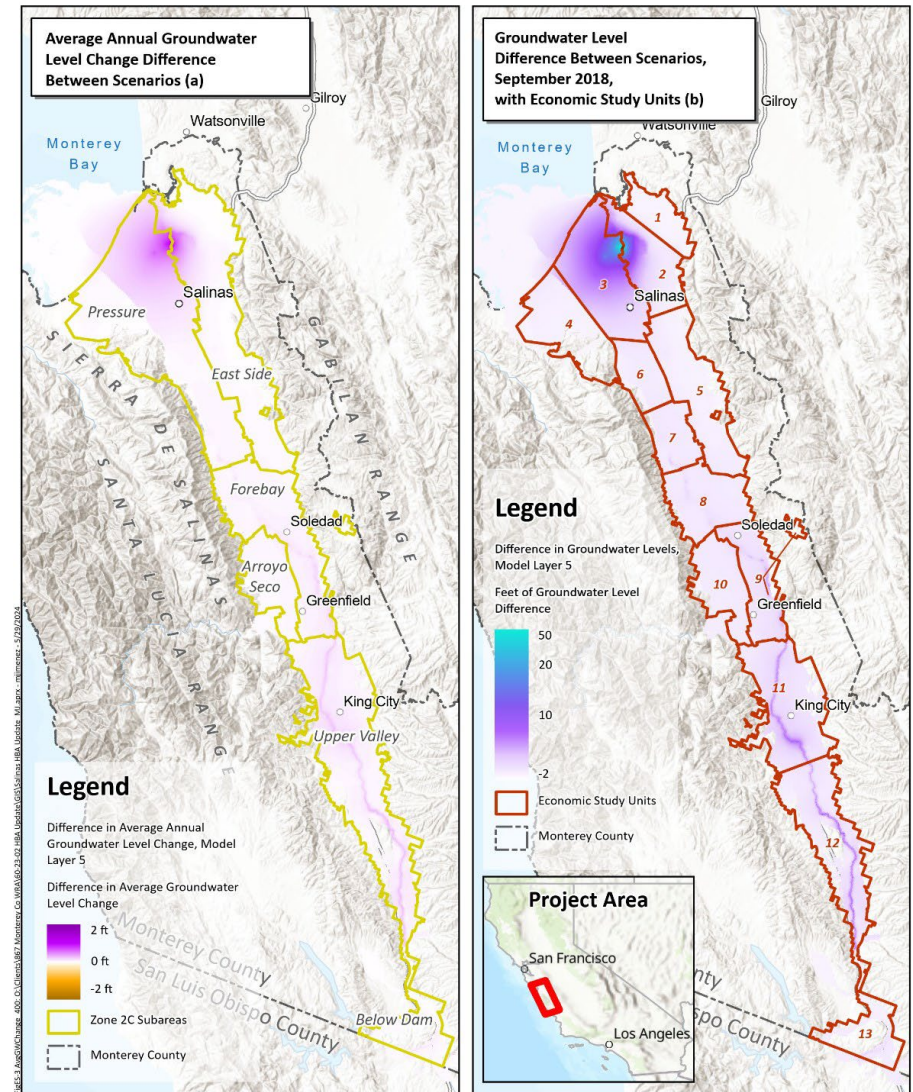 Average Annual Groundwater
Level Change Difference
Between Scenarios (a)
Gilroy
Watsonville
Monterey
Bay
Salinas
Pressure
East Side
GABILAN RANGE
SIERRA DE SALINAS
SANTA LUCIA RANGE
Forebay
Soledad
Arroyo
Seco
Greenfield
King City
Upper Valley
Legend
Difference in Average Annual
Groundwater Level Change, Model
Layer 5
Difference in Average Groundwater
Level Change
2 ft
0 ft
-2 ft
Zone 2C Subareas
Monterey County
Monterey County
San Luis Obispo County
Below Dam
Groundwater Level
Difference Between Scenarios,
September 2018,
with Economic Study Units (b)
Gilroy
Watsonville
Monterey
Bay
1
2
3
Salinas
4
5
6
7
8
Soledad
9
10
Greenfield
11
King City
12
13
Legend
Difference in Groundwater Levels,
Model Layer 5
Feet of Groundwater Level
Difference
50
20
10
-2
Economic Study Units
Monterey County
Project Area
San Francisco
Los Angeles
nty
ispo County